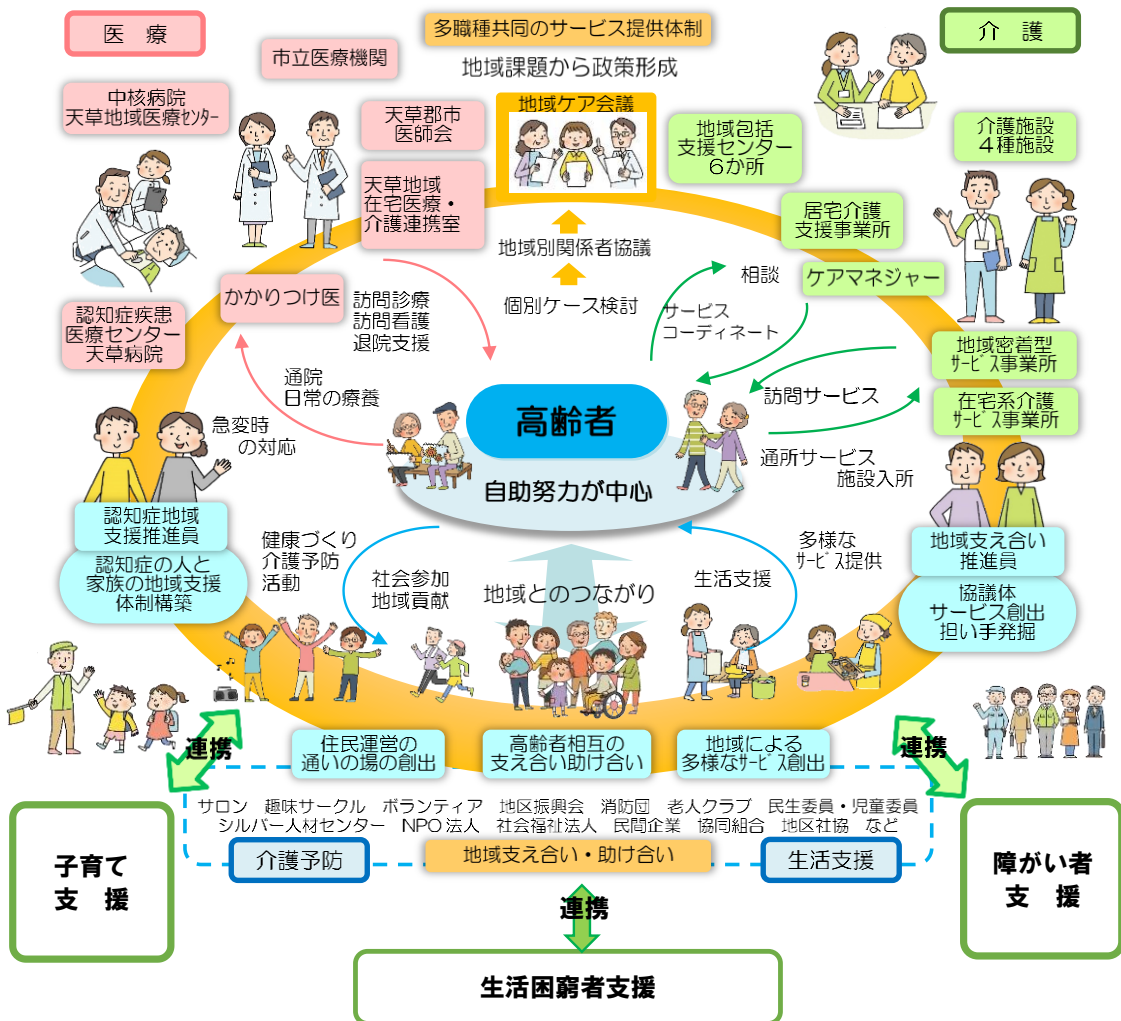 医 療
多職種共同のサービス提供体制
介 護
市立医療機関
地域課題から政策形成
中核病院
天草地域医療ｾﾝﾀｰ
天草郡市
医師会
地域ケア会議
地域包括
支援センター
6か所
介護施設
4種施設
天草地域
在宅医療・
介護連携室
居宅介護
支援事業所
地域別関係者協議
相談
ケアマネジャー
かかりつけ医
訪問診療
訪問看護
退院支援
個別ケース検討
サービス
コーディネート
認知症疾患
医療センター
天草病院
地域密着型
ｻｰﾋﾞｽ事業所
通院
日常の療養
高齢者
訪問サービス
在宅系介護
ｻｰﾋﾞｽ事業所
急変時
の対応
自助努力が中心
通所サービス
施設入所
認知症地域
支援推進員
認知症の人と
家族の地域支援
体制構築
健康づくり
介護予防
活動
社会参加
地域貢献
地域とのつながり
生活支援
多様な
ｻｰﾋﾞｽ提供
地域支え合い
推進員
協議体
サービス創出
担い手発掘
連携
住民運営の
通いの場の創出
高齢者相互の
支え合い助け合い
地域による
多様なｻｰﾋﾞｽ創出
連携
サロン 趣味サークル ボランティア 地区振興会 消防団 老人クラブ 民生委員・児童委員
シルバー人材センター NPO法人 社会福祉法人 民間企業 協同組合 地区社協 など
介護予防
地域支え合い・助け合い
生活支援
子育て
支 援
連携
障がい者
支 援
生活困窮者支援